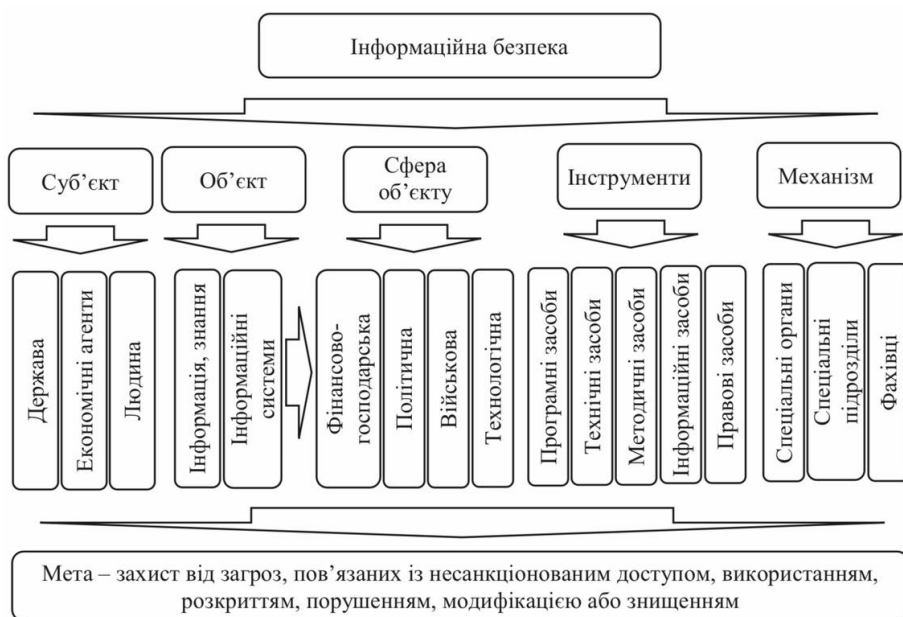 Інформаційна безпека
Суб’єкт
Об’єкт
Сфера
об’єкту
Інструменти
Механізм
Держава
Економічні агенти
Людина
Інформація, знання
Інформаційні
системи
Фінансово-
господарська
Політична
Військова
Технологічна
Програмні засоби
Технічні засоби
Методичні засоби
Інформаційні засоби
Правові засоби
Спеціальні органи
Спеціальні
підрозділи
Фахівці
Мета – захист від загроз, пов’язаних із несанкціонованим доступом, використанням,
розкриттям, порушенням, модифікацією або знищенням